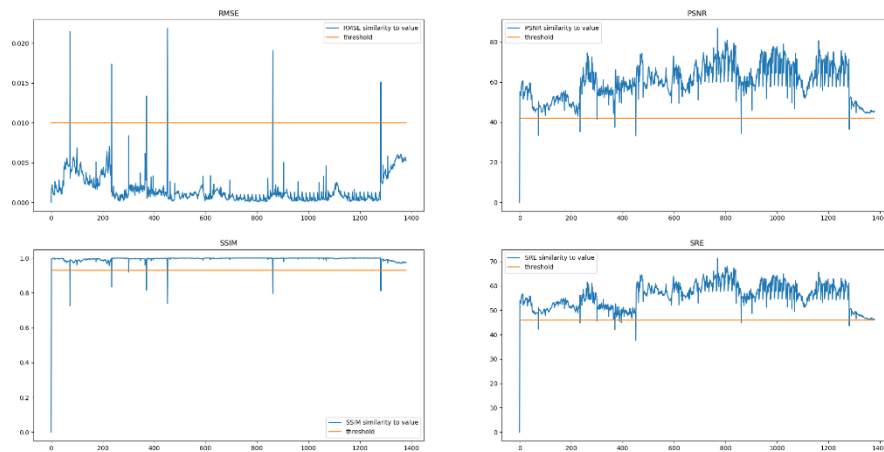 RMSE
RMSE similarity to value
threshold
0.020
0.015
0.010
0.005
0.000
0 200 400 600 800 1000 1200 1400
PSNR
PSNR similarity to value
threshold
80
60
40
20
0
0 200 400 600 800 1000 1200 1400
SSIM
1.0
0.8
0.6
0.4
0.2
0.0
SSIM similarity to value
threshold
0 200 400 600 800 1000 1200 1400
SRE
SRE similarity to value
threshold
70
60
50
40
30
20
10
0
0 200 400 600 800 1000 1200 1400